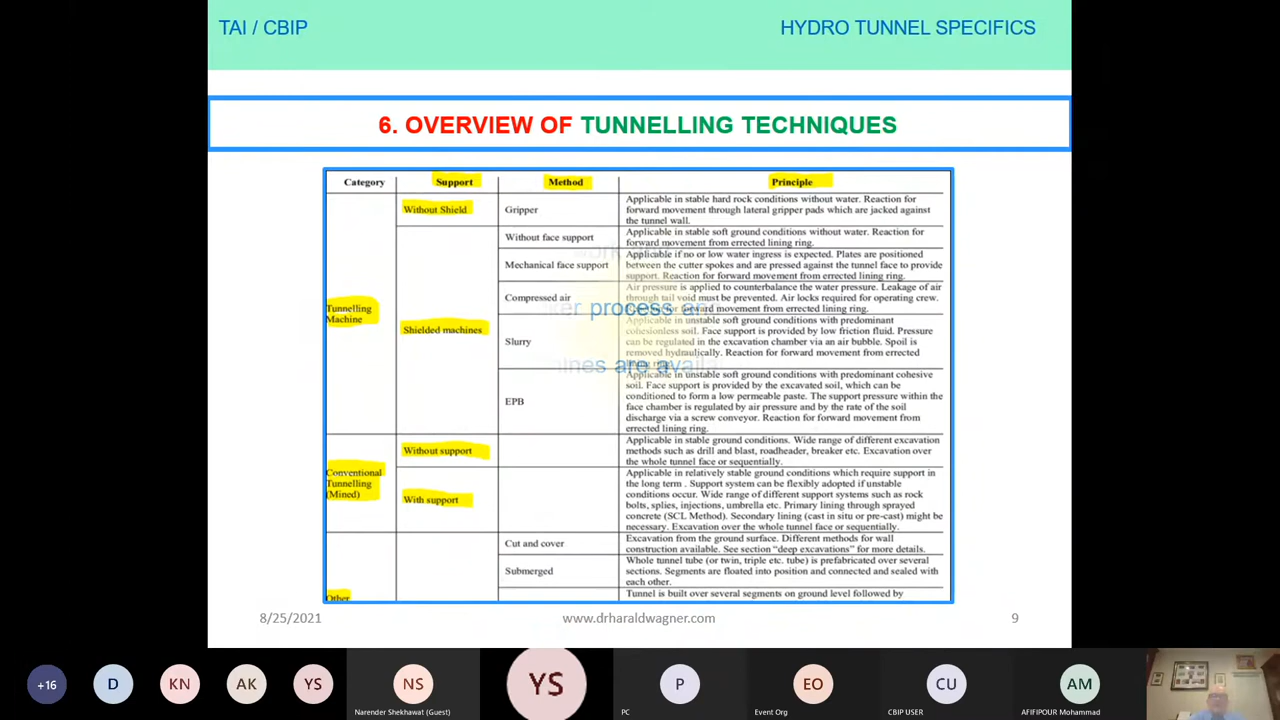 TAI / CBIP
HYDRO TUNNEL SPECIFICS
6. OVERVIEW OF TUNNELLING TECHNIQUES
Category Support Method Principle
Without Shield Gripper
Applicable in stable hard rock conditions without water. Reaction for
forward movement through lateral gripper pads which are jacked against
the tunnel wall.
Without face support
Applicable in stable soft ground conditions without water. Reaction for
forward movement from errected lining ring.
Mechanical face support
Applicable if no or low water ingress is expected. Plates are positioned
between the cutter spokes and are pressed against the tunnel face to provide
support. Reaction for forward movement from errected lining ring.
Tunnelling
Machine
Shielded machines
Compressed air
Air pressure is applied to counterbalance the water pressure. Leakage of air
through tail void must be prevented. Air locks required for operating crew.
for forward movement from errected lining ring.
process
Slurry
Applicable in unstable soft ground conditions with predominant
cohesionless soil. Face support is provided by low friction fluid. Pressure
can be regulated in the excavation chamber via an air bubble. Spoil is
removed hydraulically. Reaction for forward movement from errected
ring.
are
EPB
Applicable in unstable soft ground conditions with predominant cohesive
soil. Face support is provided by the excavated soil, which can be
conditioned to form a low permeable paste. The support pressure within the
face chamber is regulated by air pressure and by the rate of the soil
discharge via a screw conveyor. Reaction for forward movement from
errected lining ring.
Conventional
Tunnelling
(Mined)
Without support
Applicable in stable ground conditions. Wide range of different excavation
methods such as drill and blast, roadheader, breaker etc. Excavation over
the whole tunnel face or sequentially.
With support
Applicable in relatively stable ground conditions which require support in
the long term . Support system can be flexibly adopted if unstable
conditions occur. Wide range of different support systems such as rock
bolts, splies, injections, umbrella etc. Primary lining through sprayed
concrete (SCL Method). Secondary lining (cast in situ or pre-cast) might be
necessary. Excavation over the whole tunnel face or sequentially.
Other
Cut and cover
Excavation from the ground surface. Different methods for wall
construction available. See section "deep excavations" for more details.
Submerged
Whole tunnel tube (or twin, triple etc. tube) is prefabricated over several
sections. Segments are floated into position and connected and sealed with
each other.
Tunnel is built over several segments on ground level followed by
8/25/2021
www.drharaldwagner.com
9
+16
D
KN
AK
YS
NS
YS
P
EO
CU
AM
Narender Shekhawat (Guest)
PC
Event Org
CBIP USER
AFIFIPOUR Mohammad